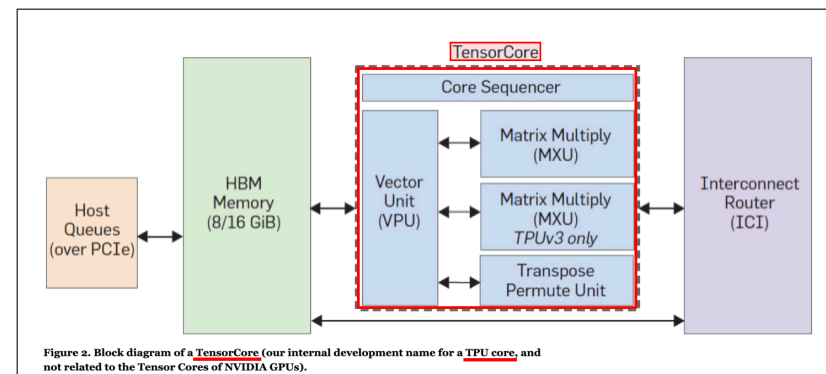 TensorCore
Core Sequencer
Host
Queues
(over PCIe)
HBM
Memory
(8/16 GiB)
Vector
Unit
(VPU)
Matrix Multiply
(MXU)
Matrix Multiply
(MXU)
TPUv3 only
Transpose
Permute Unit
Interconnect
Router
(ICI)
Figure 2. Block diagram of a TensorCore (our internal development name for a TPU core, and
not related to the Tensor Cores of NVIDIA GPUs).